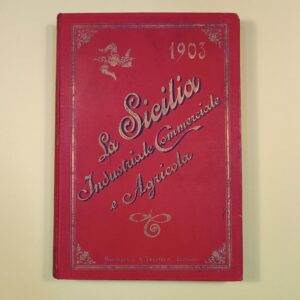 1903
La Sicilia
Industriale Commerciale
e Agricola